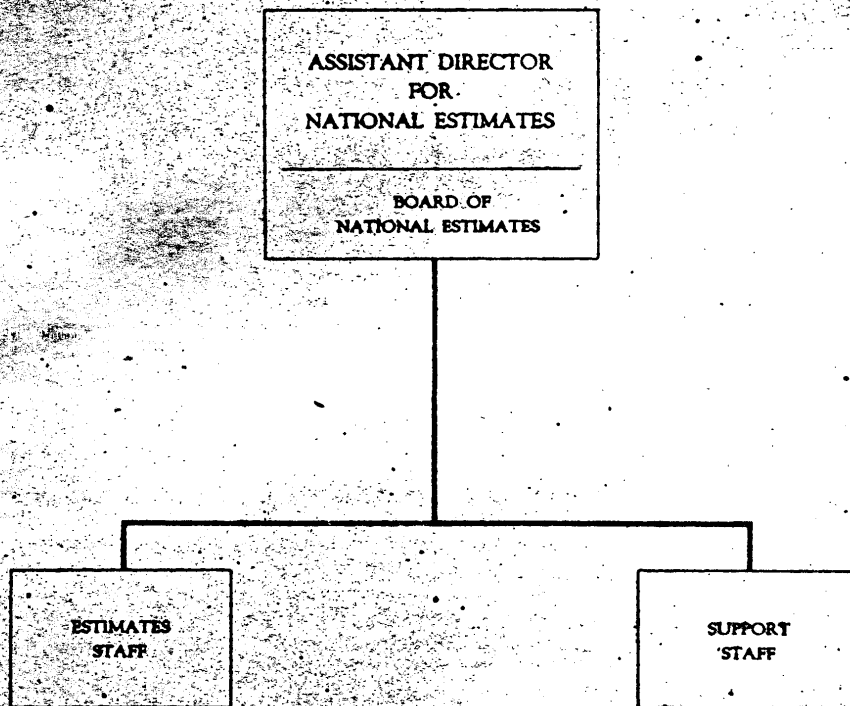 ASSISTANT DIRECTOR
FOR
NATIONAL ESTIMATES
BOARD OF
NATIONAL ESTIMATES
ESTIMATES
STAFF
SUPPORT
STAFF